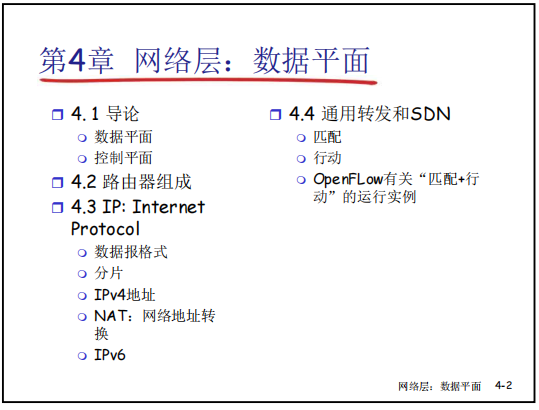 第4章 网络层：数据平面
4.1 导论
数据平面
控制平面
4.2 路由器组成
4.3 IP: Internet
Protocol
数据报格式
分片
IPv4地址
NAT：网络地址转
换
IPv6
4.4 通用转发和SDN
匹配
行动
OpenFLow有关“匹配+行
动”的运行实例
网络层：数据平面 4-2